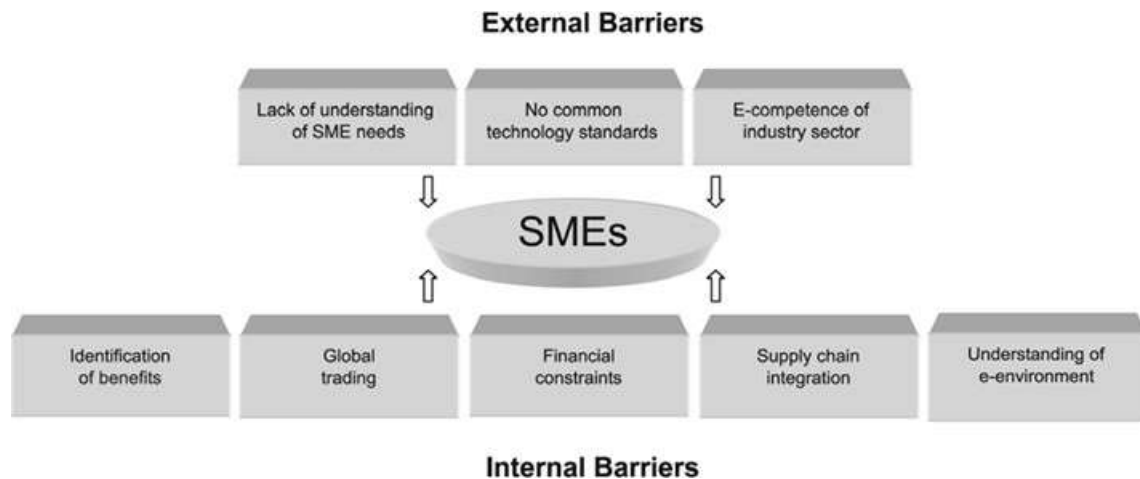 External Barriers
Lack of understanding
of SME needs
No common
technology standards
E-competence of
industry sector
SMEs
Identification
of benefits
Global
trading
Financial
constraints
Supply chain
integration
Understanding of
e-environment
Internal Barriers